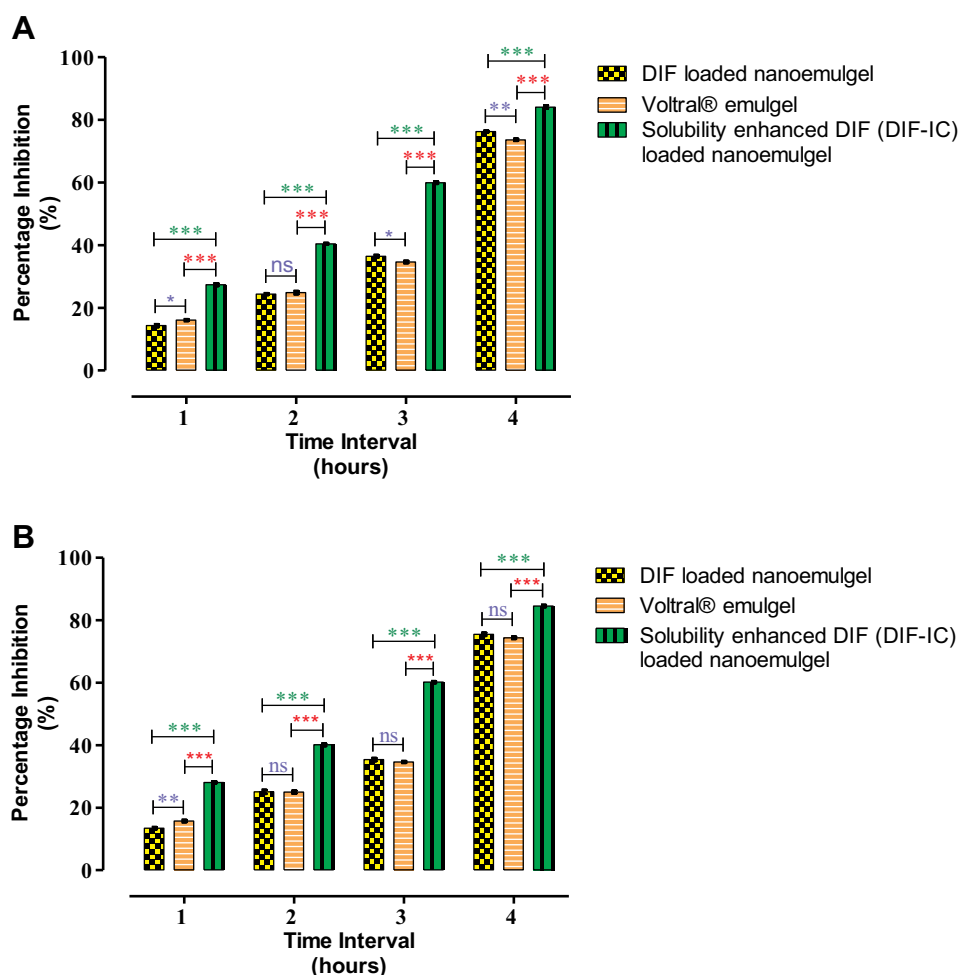 A
100
80
60
40
20
0
Percentage Inhibition
(%)
***
***
*
***
***
ns
***
***
*
***
***
**
1 2 3 4
Time Interval
(hours)
DIF loaded nanoemulgel
Voltral® emulgel
Solubility enhanced DIF (DIF-IC)
loaded nanoemulgel
B
100
80
60
40
20
0
Percentage Inhibition
(%)
***
***
**
***
***
ns
***
***
ns
***
***
ns
1 2 3 4
Time Interval
(hours)
DIF loaded nanoemulgel
Voltral® emulgel
Solubility enhanced DIF (DIF-IC)
loaded nanoemulgel